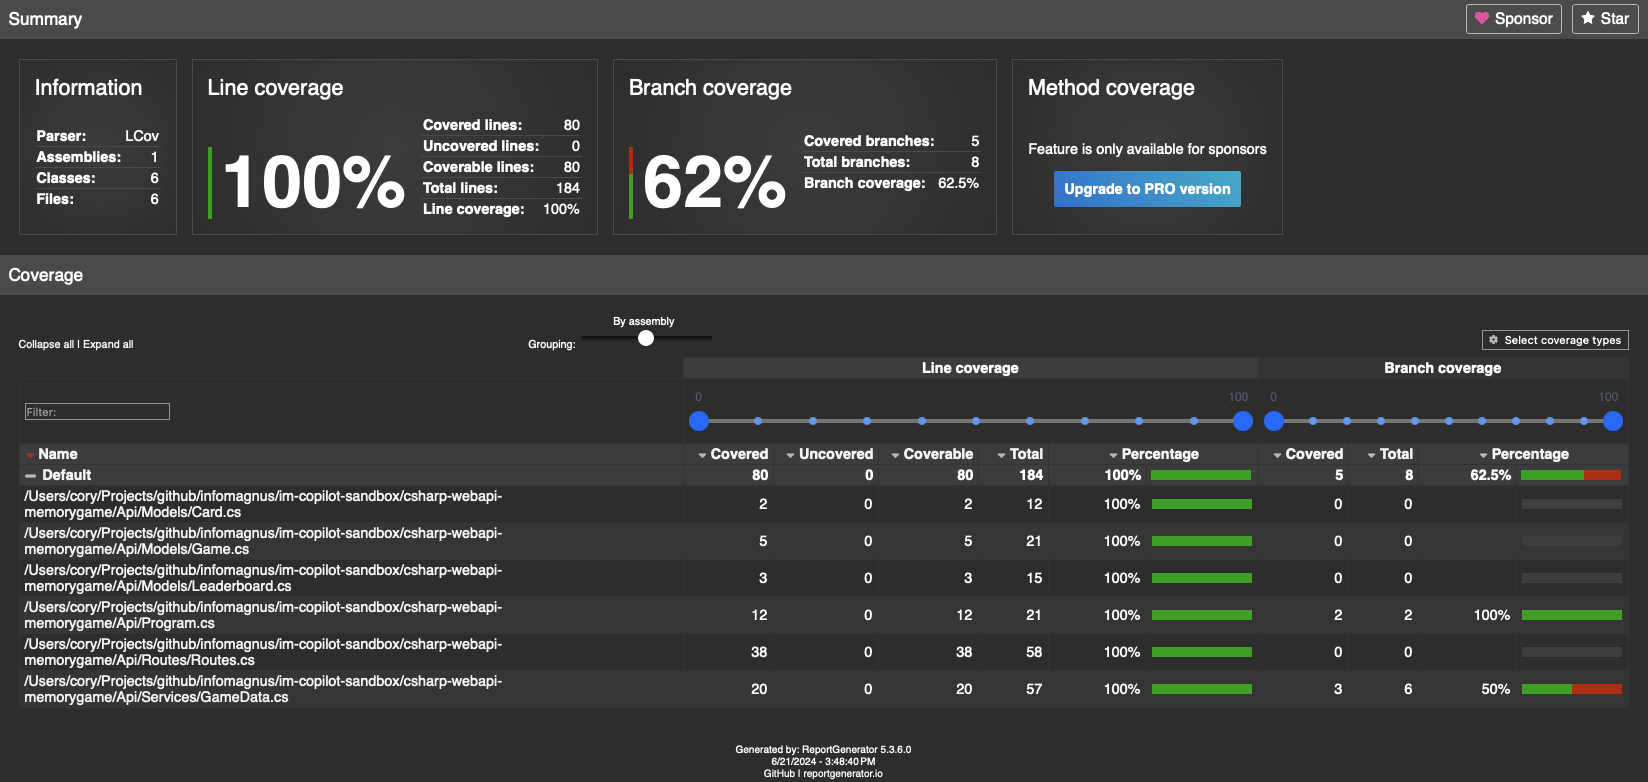 Summary
Sponsor
Star
Information
Parser: LCov
Assemblies: 1
Classes: 6
Files: 6
Line coverage
100%
Covered lines: 80
Uncovered lines: 0
Coverable lines: 80
Total lines: 184
Line coverage: 100%
Branch coverage
62%
Covered branches: 5
Total branches: 8
Branch coverage: 62.5%
Method coverage
Feature is only available for sponsors
Upgrade to PRO version
Coverage
Collapse all | Expand all
By assembly
Grouping:
Select coverage types
Line coverage Branch coverage
Filter:
0 100 0 100
Name Covered Uncovered Coverable Total Percentage Covered Total Percentage
Default 80 0 80 184 100% 5 8 62.5%
/Users/cory/Projects/github/infomagnus/im-copilot-sandbox/csharp-webapi-
memorygame/Api/Models/Card.cs
2 0 2 12 100% 0 0
/Users/cory/Projects/github/infomagnus/im-copilot-sandbox/csharp-webapi-
memorygame/Api/Models/Game.cs
5 0 5 21 100% 0 0
/Users/cory/Projects/github/infomagnus/im-copilot-sandbox/csharp-webapi-
memorygame/Api/Models/Leaderboard.cs
3 0 3 15 100% 0 0
/Users/cory/Projects/github/infomagnus/im-copilot-sandbox/csharp-webapi-
memorygame/Api/Program.cs
12 0 12 21 100% 2 2 100%
/Users/cory/Projects/github/infomagnus/im-copilot-sandbox/csharp-webapi-
memorygame/Api/Routes/Routes.cs
38 0 38 58 100% 0 0
/Users/cory/Projects/github/infomagnus/im-copilot-sandbox/csharp-webapi-
memorygame/Api/Services/GameData.cs
20 0 20 57 100% 3 6 50%
Generated by: ReportGenerator 5.3.6.0
6/21/2024 - 3:48:40 PM
GitHub | reportgenerator.io